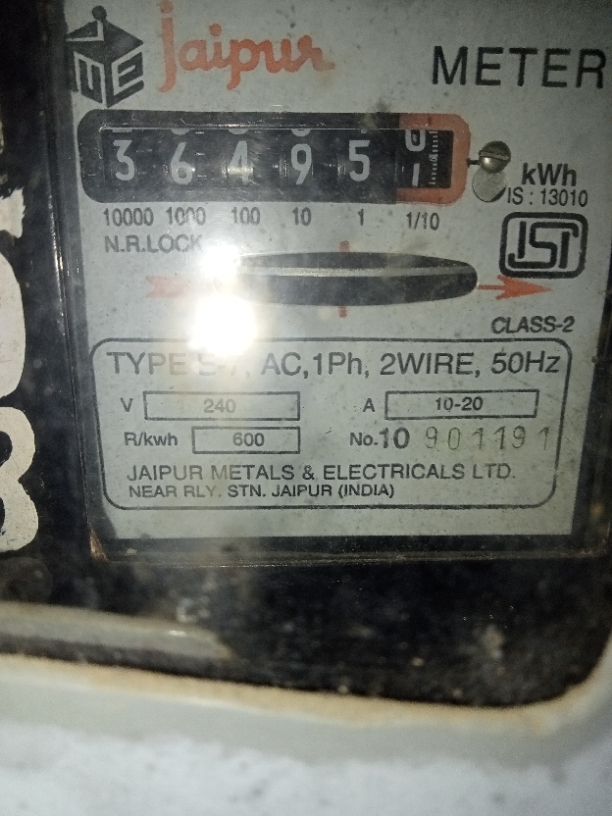 Jaipur METER
3 6 4 9 5 1
kWh
IS : 13010
10000 1000 100 10 1 1/10
N.R.LOCK
CLASS-2
TYPE AC,1Ph, 2WIRE, 50Hz
V 240 A 10-20
R/kwh 600 No.10 901191
JAIPUR METALS & ELECTRICALS LTD.
NEAR RLY. STN. JAIPUR (INDIA)